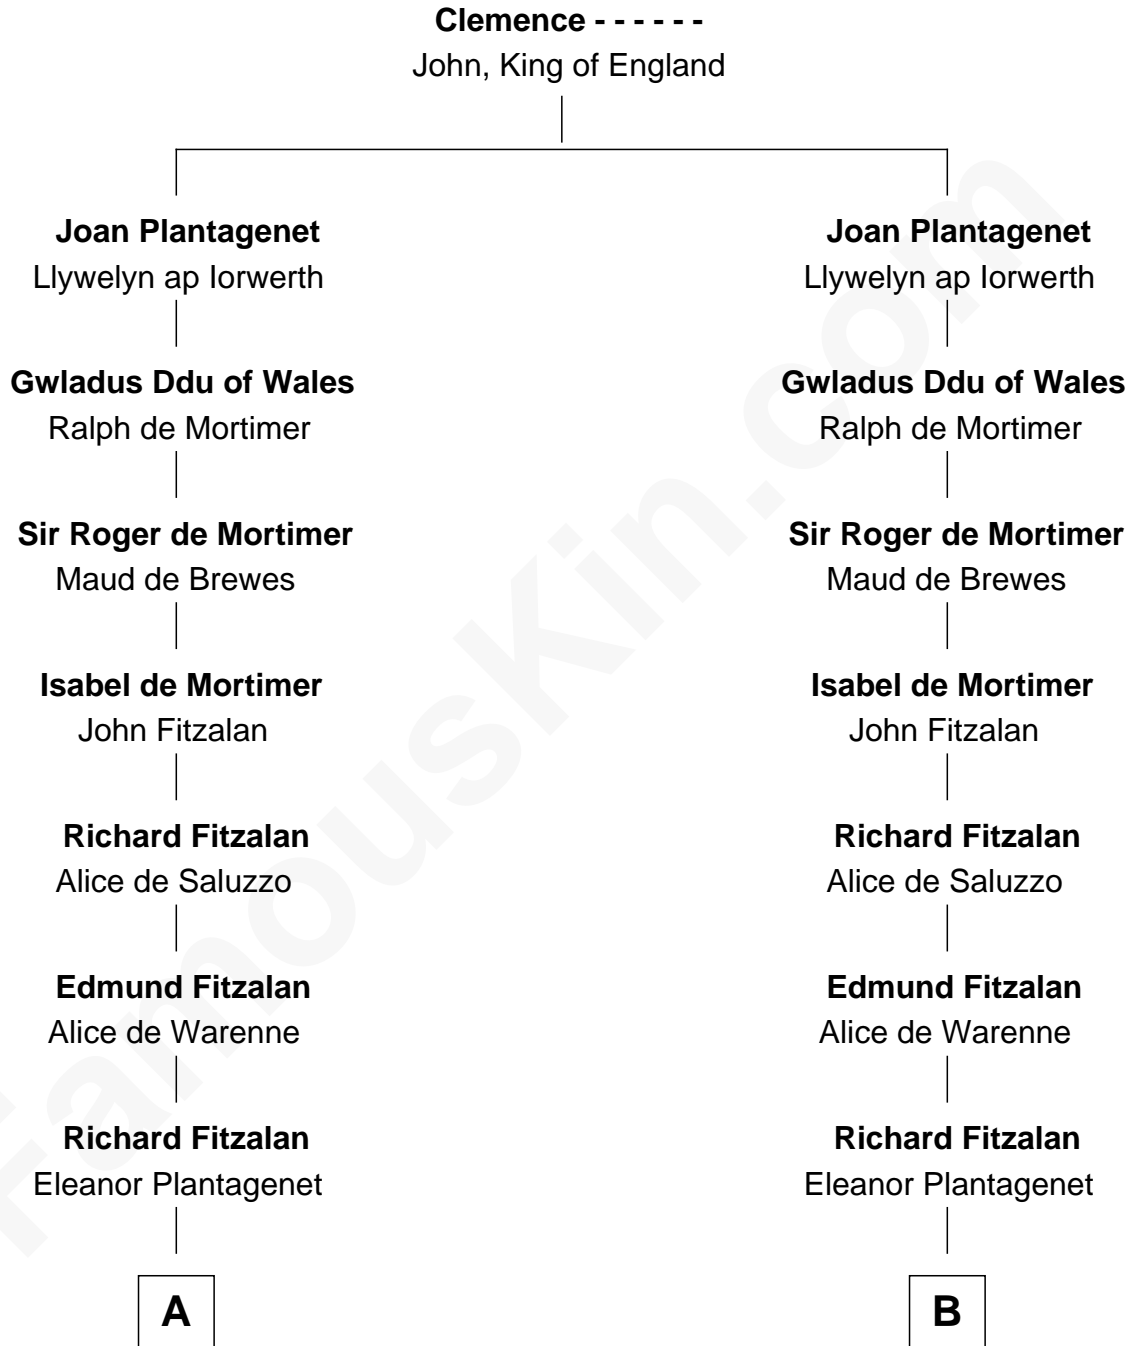 Clemence - - - - - -
John, King of England
Joan Plantagenet
Llywelyn ap Iorwerth
Joan Plantagenet
Llywelyn ap Iorwerth
Gwladus Ddu of Wales
Ralph de Mortimer
Gwladus Ddu of Wales
Ralph de Mortimer
Sir Roger de Mortimer
Maud de Brewes
Sir Roger de Mortimer
Maud de Brewes
Isabel de Mortimer
John Fitzalan
Isabel de Mortimer
John Fitzalan
Richard Fitzalan
Alice de Saluzzo
Richard Fitzalan
Alice de Saluzzo
Edmund Fitzalan
Alice de Warenne
Edmund Fitzalan
Alice de Warenne
Richard Fitzalan
Eleanor Plantagenet
Richard Fitzalan
Eleanor Plantagenet
A
B
FamousKin.com